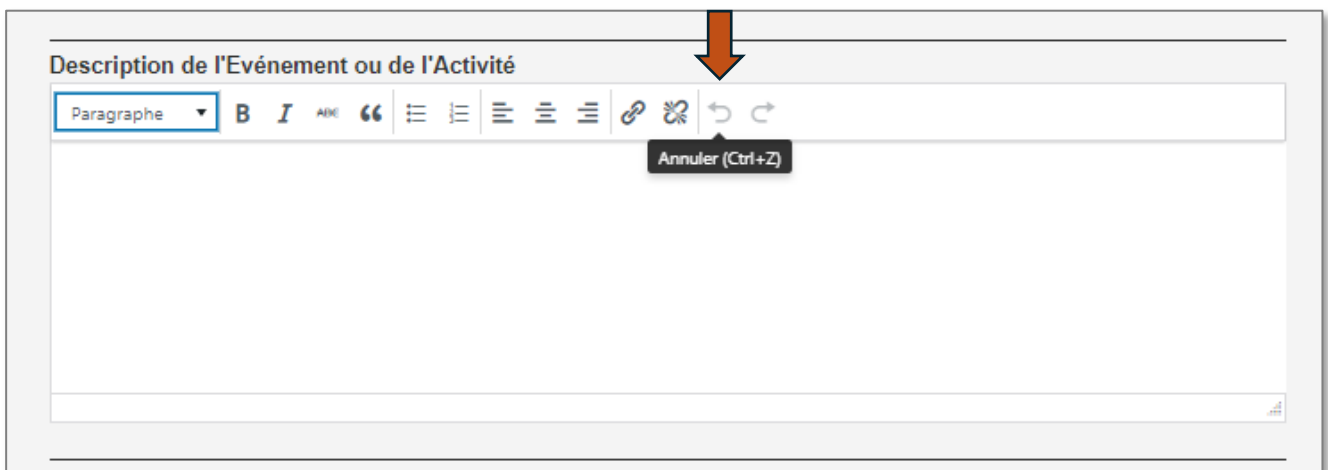 Description de l'Evénement ou de l'Activité
Paragraphe B I ABC
Annuler (Ctrl+Z)